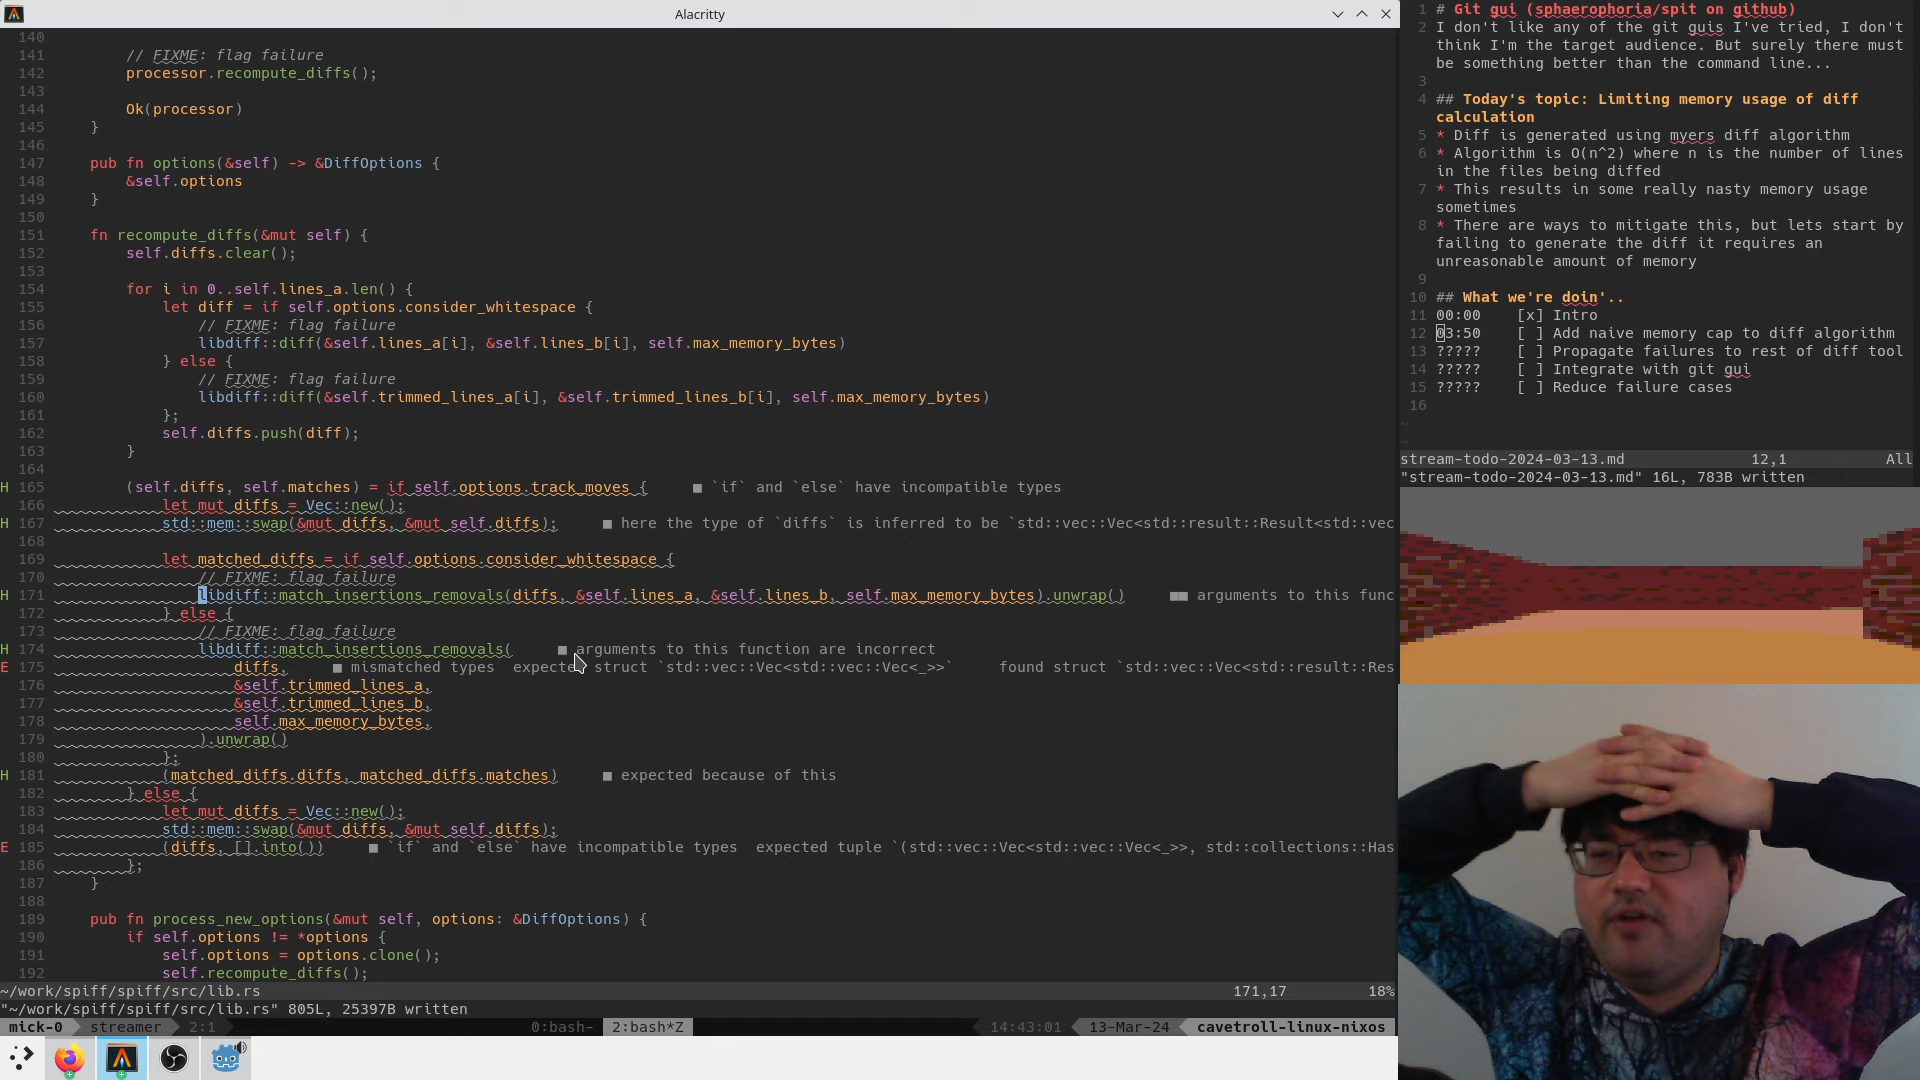 Alacritty
140
141 // FIXME: flag failure
142 processor.recompute_diffs();
143
144 Ok(processor)
145 }
146
147 pub fn options(&self) -> &DiffOptions {
148 &self.options
149 }
150
151 fn recompute_diffs(&mut self) {
152 self.diffs.clear();
153
154 for i in 0..self.lines_a.len() {
155 let diff = if self.options.consider_whitespace {
156 // FIXME: flag failure
157 libdiff::diff(&self.lines_a[i], &self.lines_b[i], self.max_memory_bytes)
158 } else {
159 // FIXME: flag failure
160 libdiff::diff(&self.trimmed_lines_a[i], &self.trimmed_lines_b[i], self.max_memory_bytes)
161 };
162 self.diffs.push(diff);
163 }
164
H 165 (self.diffs, self.matches) = if self.options.track_moves { ■ `if` and `else` have incompatible types
166 let mut diffs = Vec::new();
H 167 std::mem::swap(&mut diffs, &mut self.diffs); ■ here the type of `diffs` is inferred to be `std::vec::Vec<std::result::Result<std::vec
168
169 let matched_diffs = if self.options.consider_whitespace {
170 // FIXME: flag failure
H 171 libdiff::match_insertions_removals(diffs, &self.lines_a, &self.lines_b, self.max_memory_bytes).unwrap() ■■ arguments to this func
172 } else {
173 // FIXME: flag failure
H 174 libdiff::match_insertions_removals( ■ arguments to this function are incorrect
E 175 diffs, ■ mismatched types expected struct `std::vec::Vec<std::vec::Vec<_>>` found struct `std::vec::Vec<std::result::Res
176 &self.trimmed_lines_a,
177 &self.trimmed_lines_b,
178 self.max_memory_bytes,
179 ).unwrap()
180 };
H 181 (matched_diffs.diffs, matched_diffs.matches) ■ expected because of this
182 } else {
183 let mut diffs = Vec::new();
184 std::mem::swap(&mut diffs, &mut self.diffs);
E 185 (diffs, [].into()) ■ `if` and `else` have incompatible types expected tuple `(std::vec::Vec<std::vec::Vec<_>>, std::collections::Has
186 };
187 }
188
189 pub fn process_new_options(&mut self, options: &DiffOptions) {
190 if self.options != *options {
191 self.options = options.clone();
192 self.recompute_diffs();
~/work/spiff/spiff/src/lib.rs 171,17 18%
"~/work/spiff/spiff/src/lib.rs" 805L, 25397B written
mick-0 streamer 2:1 0:bash- 2:bash*Z 14:43:01 13-Mar-24 cavetroll-linux-nixos
1 # Git gui (sphaerophoria/spit on github)
2 I don't like any of the git guis I've tried, I don't
think I'm the target audience. But surely there must
be something better than the command line...
3
4 ## Today's topic: Limiting memory usage of diff
calculation
5 * Diff is generated using myers diff algorithm
6 * Algorithm is O(n^2) where n is the number of lines
in the files being diffed
7 * This results in some really nasty memory usage
sometimes
8 * There are ways to mitigate this, but lets start by
failing to generate the diff it requires an
unreasonable amount of memory
9
10 ## What we're doin'..
11 00:00 [x] Intro
12 03:50 [ ] Add naive memory cap to diff algorithm
13 ????? [ ] Propagate failures to rest of diff tool
14 ????? [ ] Integrate with git gui
15 ????? [ ] Reduce failure cases
16
~
~
stream-todo-2024-03-13.md 12,1 All
"stream-todo-2024-03-13.md" 16L, 783B written